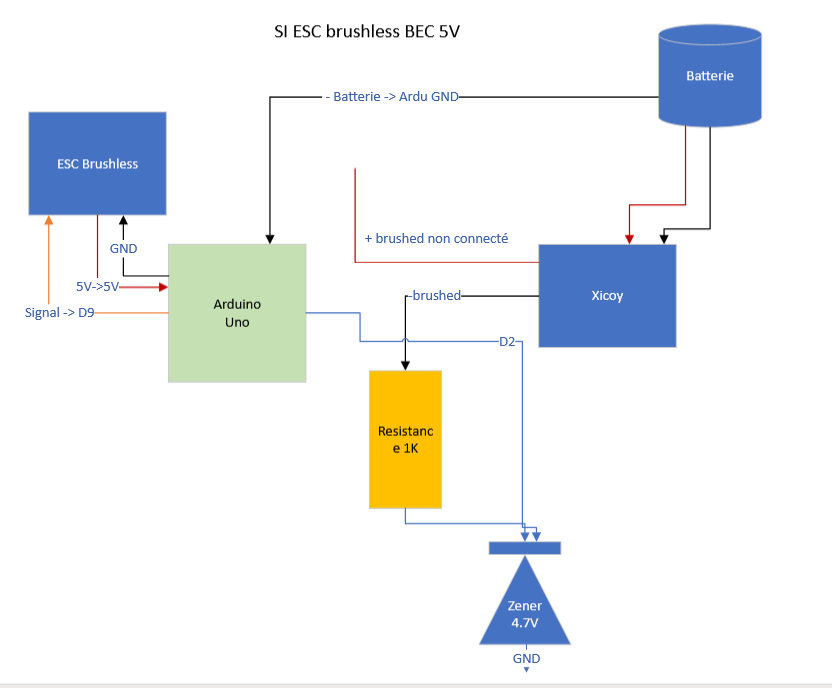 SI ESC brushless BEC 5V
Batterie
- Batterie -> Ardu GND
ESC Brushless
+ brushed non connecté
GND
5V->5V
Signal -> D9
Arduino
Uno
-brushed
Xicoy
D2
Resistanc
e 1K
Zener
4.7V
GND